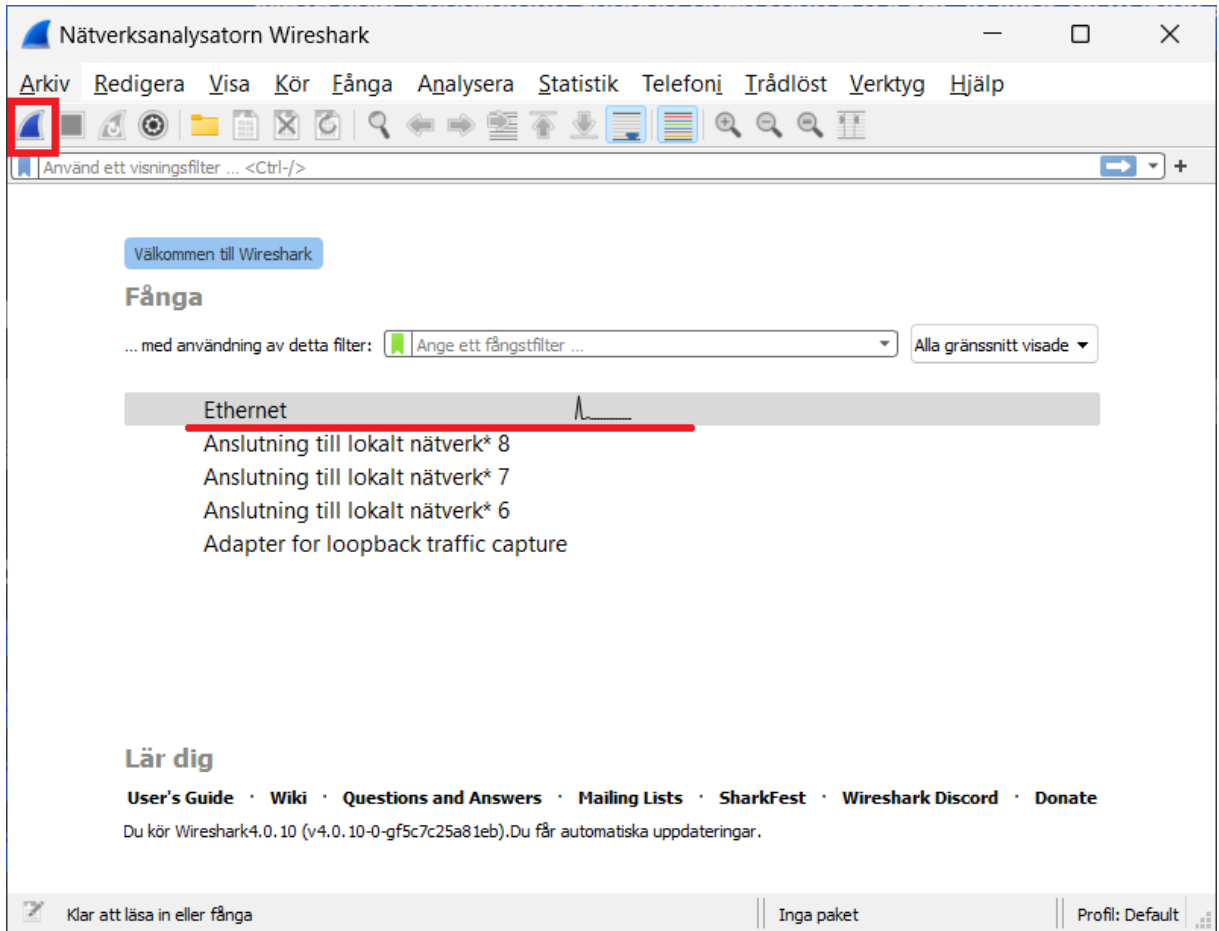 Nätverksanalysatorn Wireshark
Arkiv Redigera Visa Kör Fånga Analysera Statistik Telefoni Trådlöst Verktyg Hjälp
Använd ett visningsfilter ... <Ctrl-/>
Välkommen till Wireshark
Fånga
... med användning av detta filter: Ange ett fångstfilter ... Alla gränssnitt visade
Ethernet
Anslutning till lokalt nätverk* 8
Anslutning till lokalt nätverk* 7
Anslutning till lokalt nätverk* 6
Adapter for loopback traffic capture
Lär dig
User's Guide · Wiki · Questions and Answers · Mailing Lists · SharkFest · Wireshark Discord · Donate
Du kör Wireshark4.0.10 (v4.0.10-0-gf5c7c25a81eb).Du får automatiska uppdateringar.
Klar att läsa in eller fånga Inga paket Profil: Default